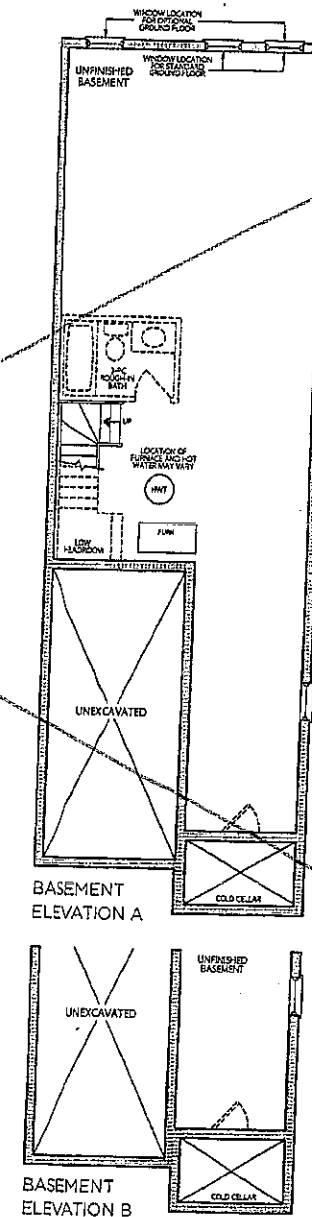 WINDOW LOCATION
FOR OPTIONAL
GROUND FLOOR
WINDOW LOCATION
FOR STANDARD
GROUND FLOOR
UNFINISHED
BASEMENT
3-PC
ROUGH-IN
BATH
UP
LOCATION OF
FURNACE AND HOT
WATER MAY VARY
HWT
FURN
LOW
HEADROOM
UNEXCAVATED
COLD CELLAR
BASEMENT
ELEVATION A
UNFINISHED
BASEMENT
UNEXCAVATED
COLD CELLAR
BASEMENT
ELEVATION B